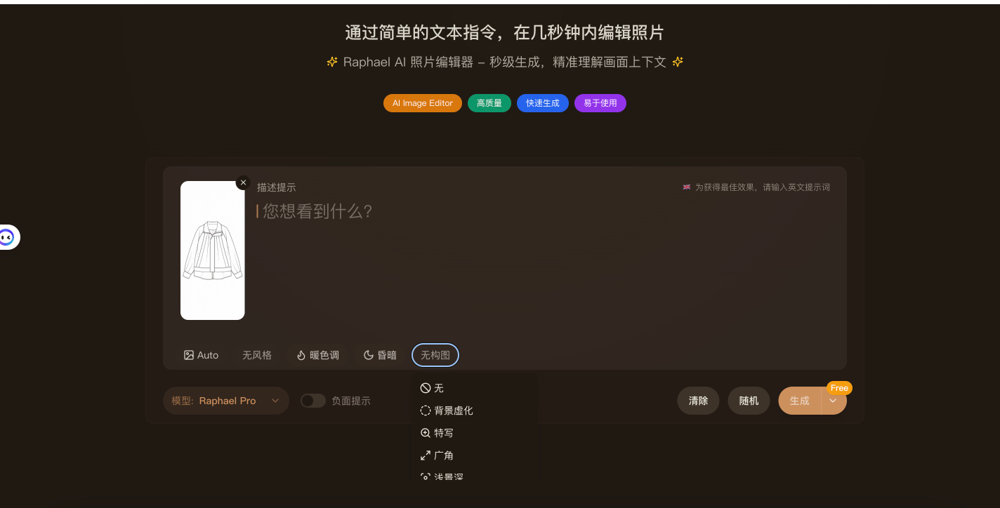 通过简单的文本指令，在几秒钟内编辑照片
Raphael AI 照片编辑器 – 秒级生成，精准理解画面上下文
AI Image Editor
高质量
快速生成
易于使用
描述提示
为获得最佳效果，请输入英文提示词
您想看到什么？
Auto
无风格
暖色调
昏暗
无构图
无
背景虚化
特写
广角
浅景深
模型: Raphael Pro
负面提示
清除
随机
生成
Free